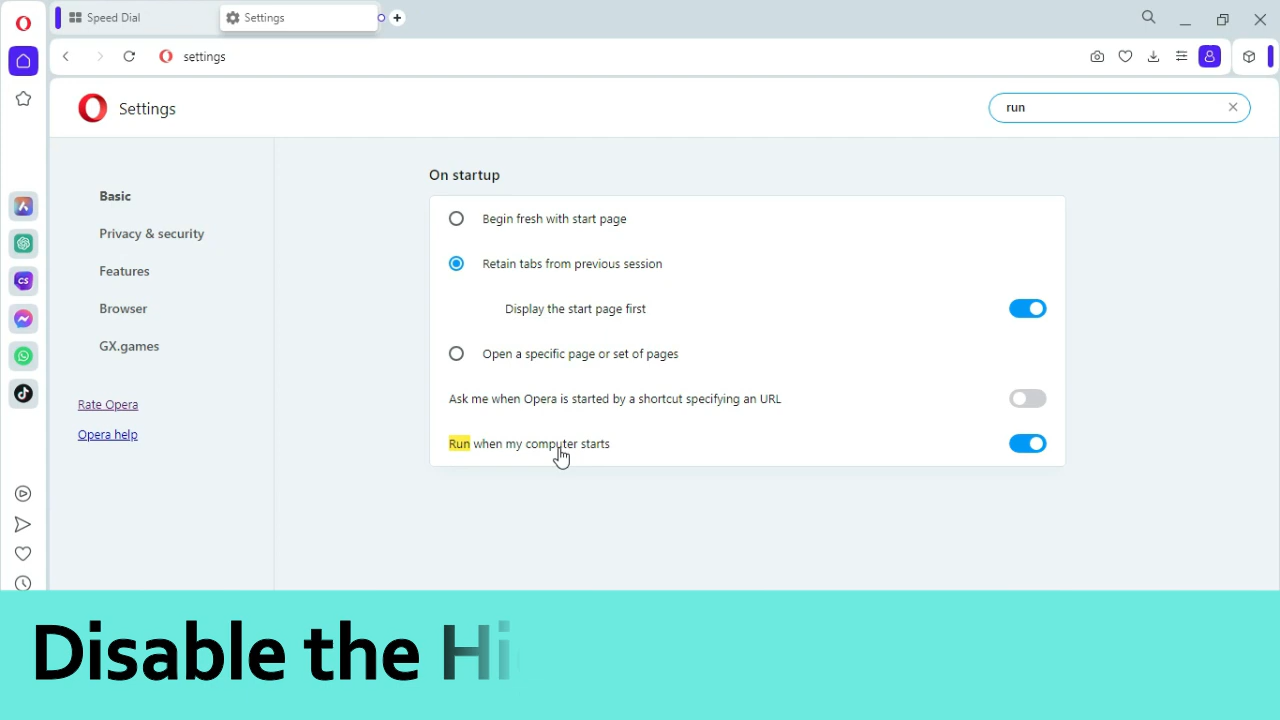 Speed Dial
Settings
settings
Settings
run
On startup
Basic
Begin fresh with start page
Privacy & security
Retain tabs from previous session
Features
Display the start page first
Browser
GX.games
Open a specific page or set of pages
Rate Opera
Ask me when Opera is started by a shortcut specifying an URL
Opera help
Run when my computer starts
CS
Disable the Hi